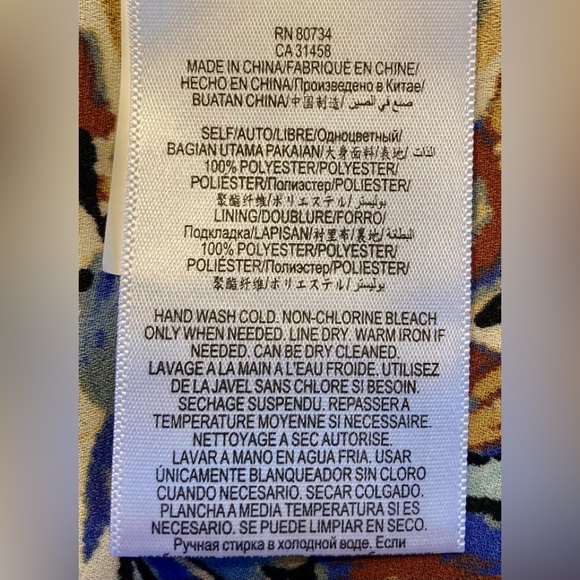 RN 80734
CA 31458
MADE IN CHINA/FABRIQUÉ EN CHINE/
HECHO EN CHINA/Произведено в Китае/
BUATAN CHINA/中国制造/صنع في الصين/
SELF/AUTO/LIBRE/Одноцветный/
BAGIAN UTAMA PAKAIAN/大身面料/表地/الذات
100% POLYESTER/POLYESTER/
POLIESTER/Полиэстер/POLIESTER/
聚酯纤维/ポリエステル/بوليستر
LINING/DOUBLURE/FORRO/
Подкладка/LAPISAN/衬里布/裏地/البطانة
100% POLYESTER/POLYESTER/
POLIESTER/Полиэстер/POLIESTER/
聚酯纤维/ポリエステル/بوليستر
HAND WASH COLD. NON-CHLORINE BLEACH
ONLY WHEN NEEDED. LINE DRY. WARM IRON IF
NEEDED. CAN BE DRY CLEANED.
LAVAGE A LA MAIN A L'EAU FROIDE. UTILISEZ
DE LA JAVEL SANS CHLORE SI BESOIN.
SECHAGE SUSPENDU. REPASSER A
TEMPERATURE MOYENNE SI NECESSAIRE.
NETTOYAGE A SEC AUTORISE.
LAVAR A MANO EN AGUA FRIA. USAR
ÚNICAMENTE BLANQUEADOR SIN CLORO
CUANDO NECESARIO. SECAR COLGADO.
PLANCHA A MEDIA TEMPERATURA SI ES
NECESARIO. SE PUEDE LIMPIAR EN SECO.
Ручная стирка в холодной воде. Если